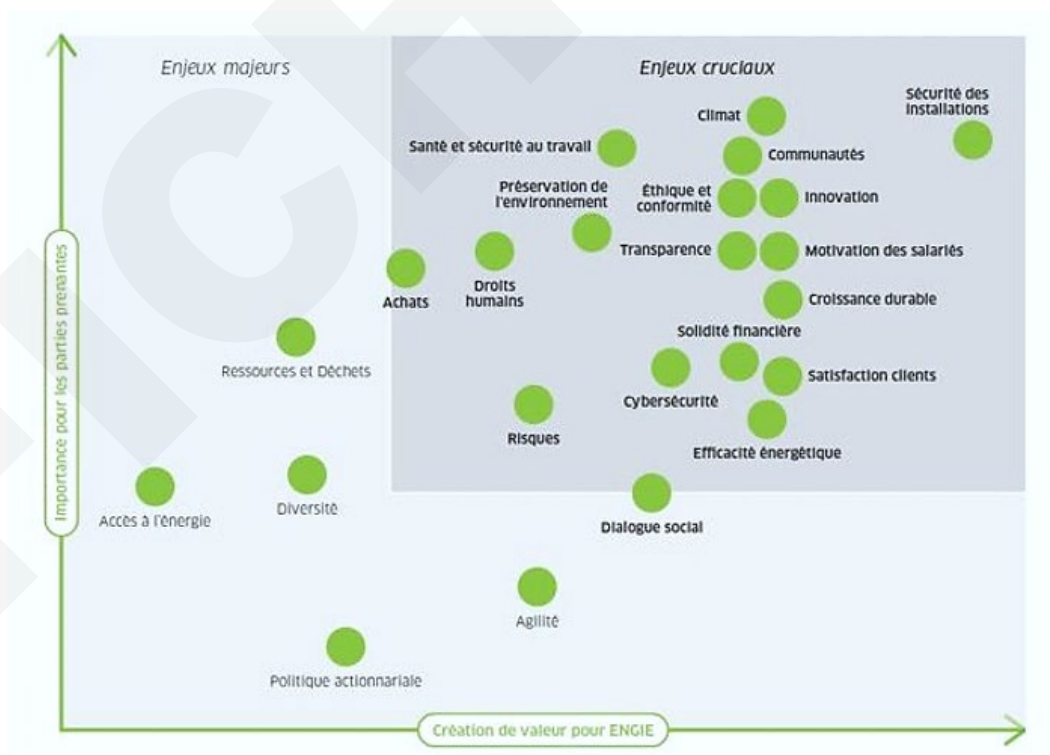 Enjeux majeurs
Enjeux cruciaux
Sécurité des
installations
Climat
Santé et sécurité au travail
Communautés
Préservation de
l'environnement
Éthique et
conformité
Innovation
Transparence
Motivation des salariés
Achats
Droits
humains
Croissance durable
Solidité financière
Ressources et Déchets
Satisfaction clients
Cybersécurité
Risques
Efficacité énergétique
Accès à l'énergie
Diversité
Dialogue social
Agilité
Politique actionnariale
Importance pour les parties prenantes
Création de valeur pour ENGIE